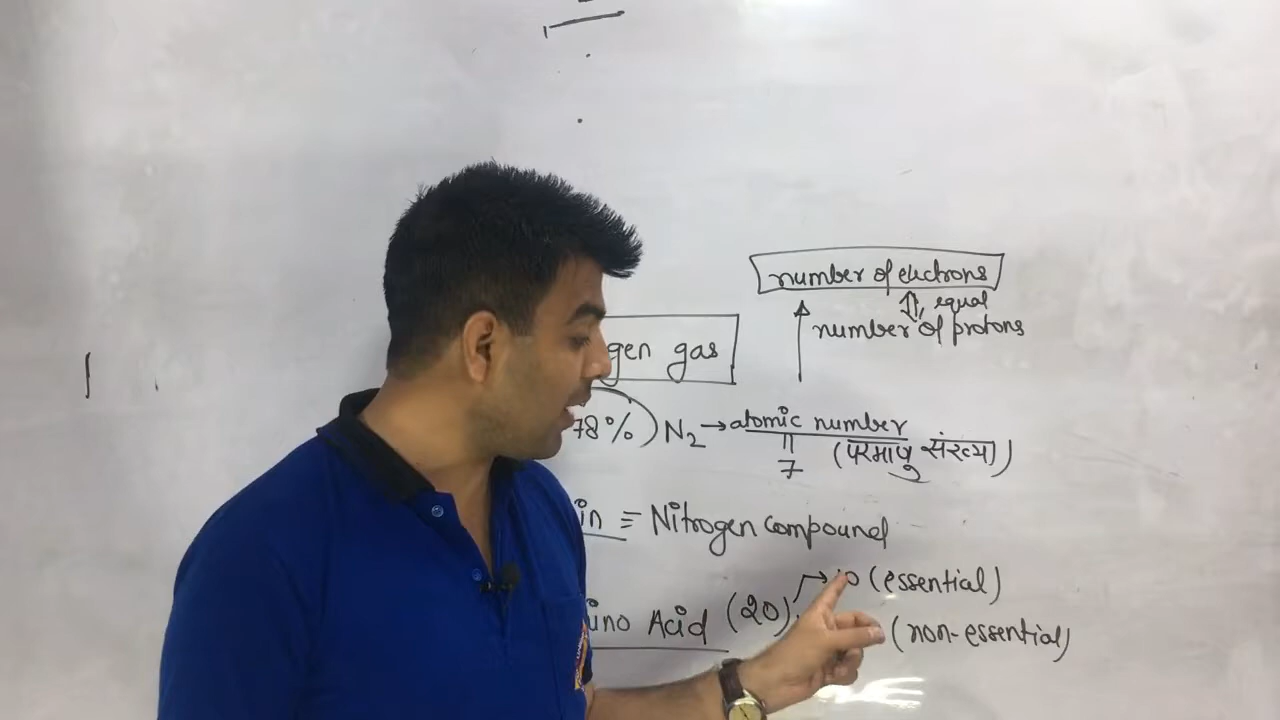 number of electrons
equal
number of protons
gen gas
78%) N₂ → atomic number
7 (परमाणु संख्या)
in ≡ Nitrogen compound
(essential)
ino Acid (20)
(non-essential)